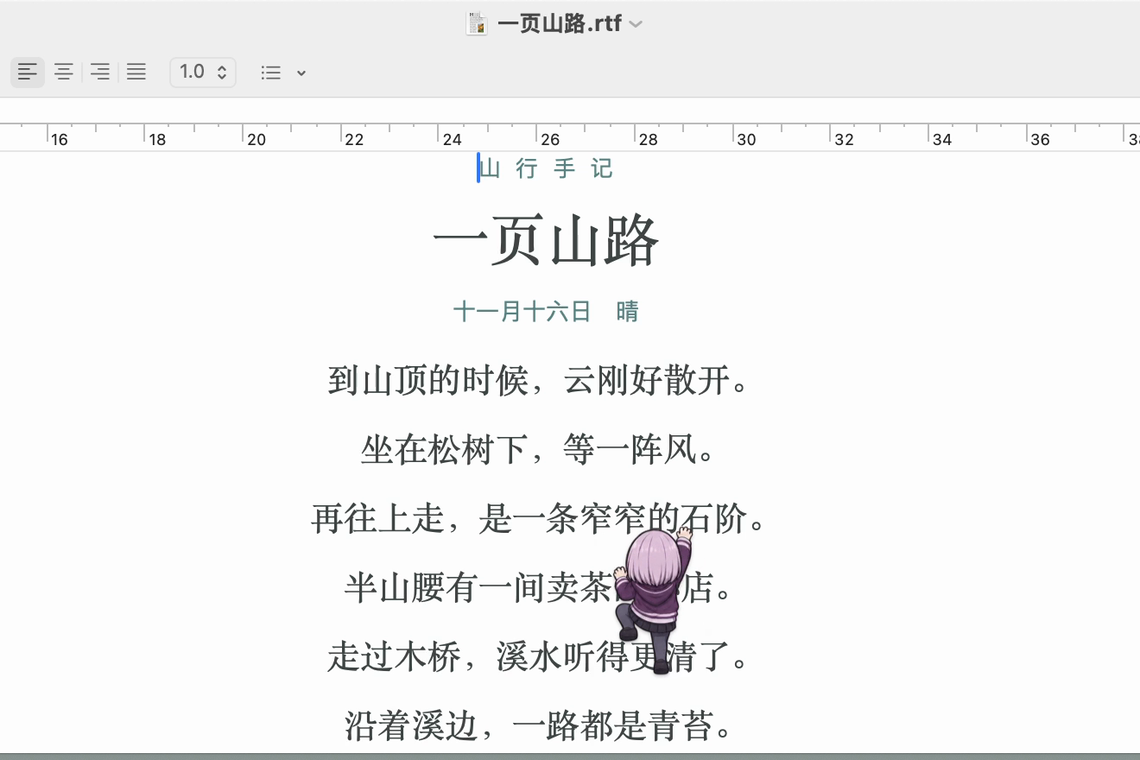 一页山路.rtf
1.0
16 18 20 22 24 26 28 30 32 34 36
山行手记
一页山路
十一月十六日 晴
到山顶的时候，云刚好散开。
坐在松树下，等一阵风。
再往上走，是一条窄窄的石阶。
半山腰有一间卖茶店。
走过木桥，溪水听得更清了。
沿着溪边，一路都是青苔。